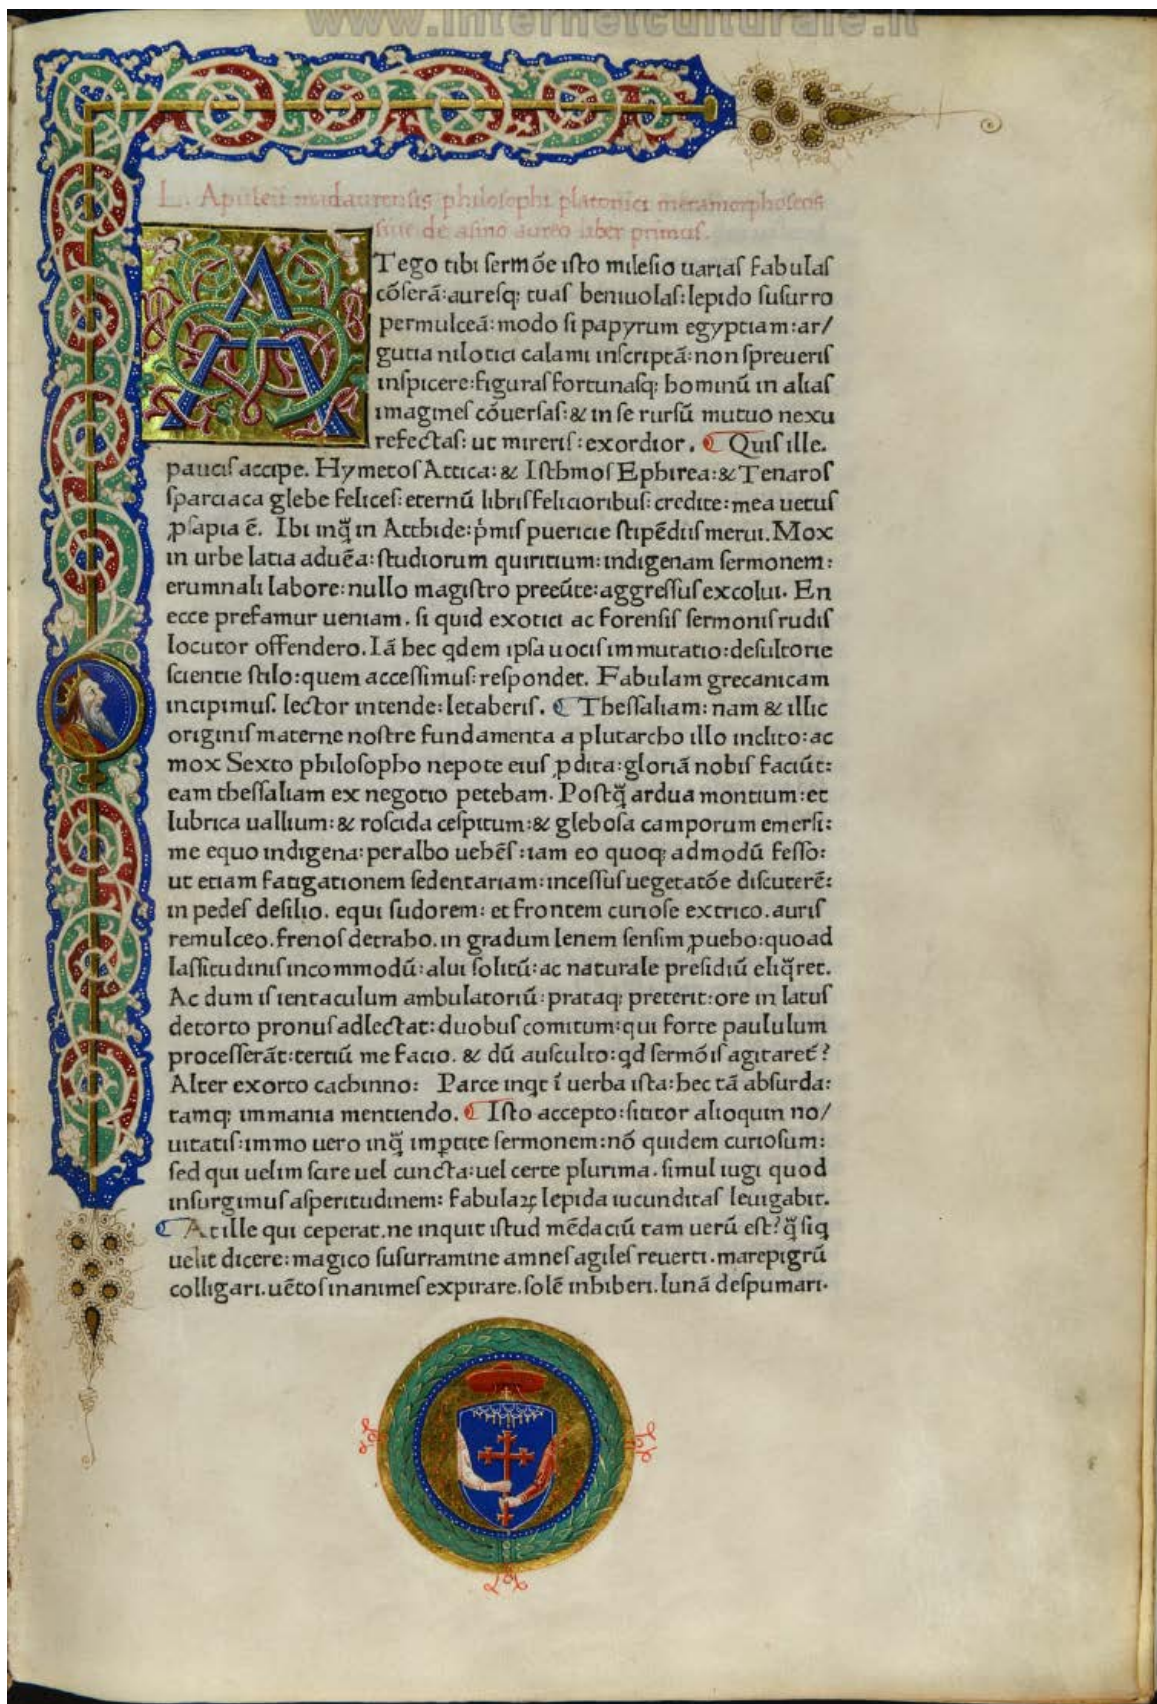 www.internetculturale.it
L. Apuleii madaurensis philosophi platonici metamorphoseos
siue de asino aureo liber primus.
A Tego tibi sermōe isto milesio uarias fabulas
cōserā: auresq; tuas beniuolas: lepido susurro
permulceā: modo si papyrum egyptiam: ar/
gutia nilotici calami inscriptā: non spreueris
inspicere: figuras fortunasq; hominū in alias
imagines cōuersas: & in se rursū mutuo nexu
refectas: ut mireris: exordior. ¶ Quis ille.
paucis accipe. Hymetos Attica: & Isthmos Ephirea: & Tenaros
sparciaca glebe felices: eternū libris felicioribus: credite: mea uetus
ꝓsapia ē. Ibi inq̃ in Atthide: p̓mis puericie stipēdiis merui. Mox
in urbe latia aduēa: studiorum quiritium: indigenam sermonem:
erumnali labore: nullo magistro preeūte: aggressus excolui. En
ecce prefamur ueniam. si quid exotici ac forensis sermonis rudis
locutor offendero. Iā hec qdem ipsa uocis immutatio: desultorie
scientie stilo: quem accessimus: respondet. Fabulam grecanicam
incipimus. lector intende: letaberis. ¶ Thessaliam: nam & illic
originis materne nostre fundamenta a plutarcho illo inclito: ac
mox Sexto philosopho nepote eius ꝓdita: gloriā nobis faciūt:
eam thessaliam ex negotio petebam. Postq̃ ardua montium: et
lubrica uallium: & roscida cespitum: & glebosa camporum emersi:
me equo indigena: peralbo uehēs: iam eo quoq; admodū fesso:
ut etiam fatigationem sedentariam: incessus uegetatōe discuterē:
in pedes desilio. equi sudorem: et frontem curiose extrico. auris
remulceo. frenos detraho. in gradum lenem sensim ꝓuebo: quoad
lassitudinis incommodū: alui solitū: ac naturale presidiū eliq̃ret.
Ac dum is ientaculum ambulatoriū: prataq; preterit: ore in latus
detorto pronus adlectat: duobus comitum: qui forte paululum
processerāt: tertiū me facio. & dū ausculto: qd sermōis agitaret̄?
Alter exorto cachinno: Parce inqt ī uerba ista: hec tā absurda:
tamq; immania mentiendo. ¶ Isto accepto: sititor alioquin no/
uitatis: immo uero inq̃ imꝑtite sermonem: nō quidem curiosum:
sed qui uelim scire uel cuncta: uel certe plurima. simul iugi quod
insurgimus asperitudinem: fabulaꝝ lepida iucunditas leuigabit.
¶ At ille qui ceperat. ne inquit istud mēdaciū tam uerū est? q̃ siq
uelit dicere: magico susurramine amnes agiles reuerti. mare pigrū
colligari. uētos inanimes expirare. solē inhiberi. lunā despumari.